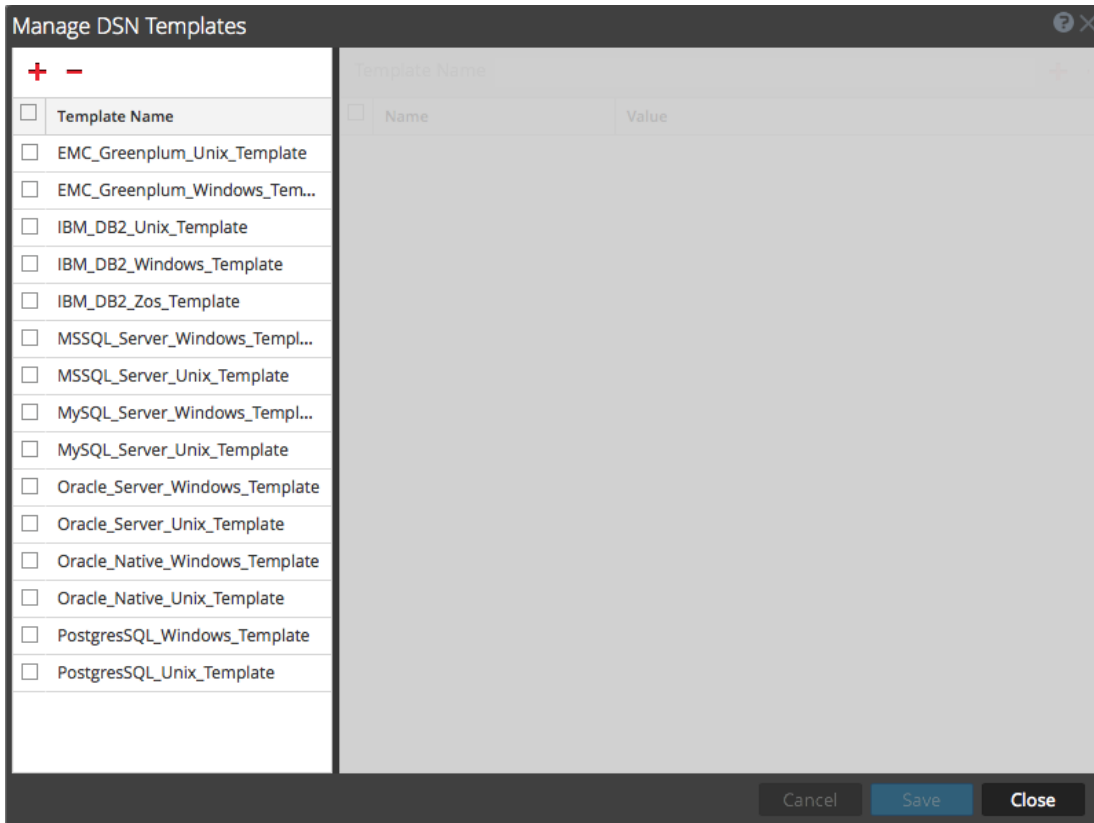 Manage DSN Templates
Template Name
Template Name
Name Value
EMC_Greenplum_Unix_Template
EMC_Greenplum_Windows_Tem...
IBM_DB2_Unix_Template
IBM_DB2_Windows_Template
IBM_DB2_Zos_Template
MSSQL_Server_Windows_Templ...
MSSQL_Server_Unix_Template
MySQL_Server_Windows_Templ...
MySQL_Server_Unix_Template
Oracle_Server_Windows_Template
Oracle_Server_Unix_Template
Oracle_Native_Windows_Template
Oracle_Native_Unix_Template
PostgresSQL_Windows_Template
PostgresSQL_Unix_Template
Cancel Save Close